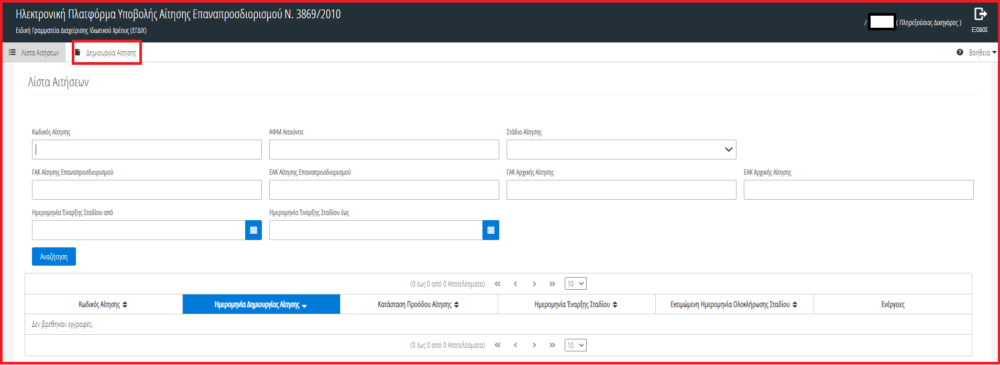 Ηλεκτρονική Πλατφόρμα Υποβολής Αίτησης Επαναπροσδιορισμού Ν. 3869/2010
Ειδική Γραμματεία Διαχείρισης Ιδιωτικού Χρέους (ΕΓΔΙΧ)
/ ( Πληρεξούσιος Δικηγόρος )
ΕΞΟΔΟΣ
Λίστα Αιτήσεων Δημιουργία Αίτησης Βοήθεια
Λίστα Αιτήσεων
Κωδικός Αίτησης ΑΦΜ Αιτούντα Στάδιο Αίτησης
ΓΑΚ Αίτησης Επαναπροσδιορισμού ΕΑΚ Αίτησης Επαναπροσδιορισμού ΓΑΚ Αρχικής Αίτησης ΕΑΚ Αρχικής Αίτησης
Ημερομηνία Έναρξης Σταδίου από Ημερομηνία Έναρξης Σταδίου έως
Αναζήτηση
(0 έως 0 από 0 Αποτελέσματα) « ‹ › » 10
Κωδικός Αίτησης Ημερομηνία Δημιουργίας Αίτησης Κατάσταση Προόδου Αίτησης Ημερομηνία Έναρξης Σταδίου Εκτιμώμενη Ημερομηνία Ολοκλήρωσης Σταδίου Ενέργειες
Δεν βρέθηκαν εγγραφές.
(0 έως 0 από 0 Αποτελέσματα) « ‹ › » 10